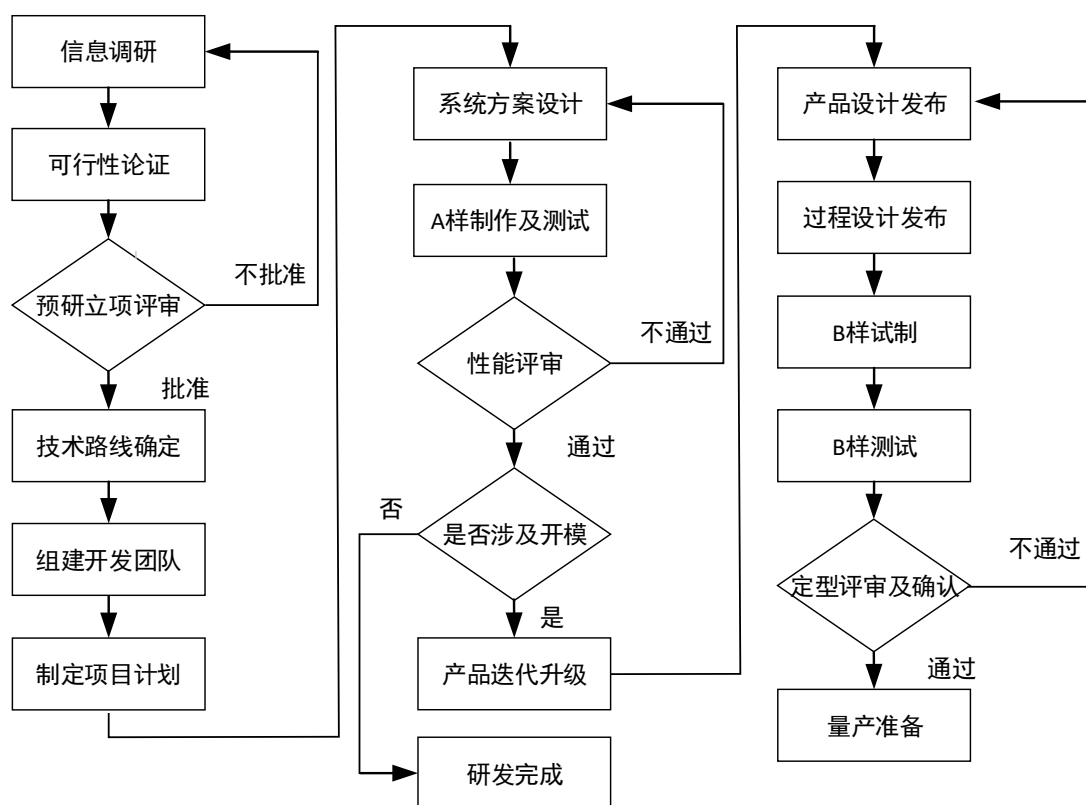 信息调研
可行性论证
不批准
预研立项评审
批准
技术路线确定
组建开发团队
制定项目计划
系统方案设计
A样制作及测试
不通过
性能评审
通过
否
是否涉及开模
是
产品迭代升级
研发完成
产品设计发布
过程设计发布
B样试制
B样测试
不通过
定型评审及确认
通过
量产准备